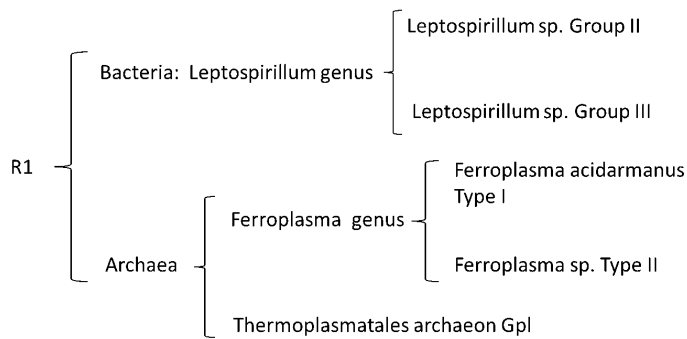 Leptospirillum sp. Group II
Bacteria: Leptospirillum genus
Leptospirillum sp. Group III
R1
Ferroplasma acidarmanus
Type I
Ferroplasma genus
Archaea
Ferroplasma sp. Type II
Thermoplasmatales archaeon Gpl